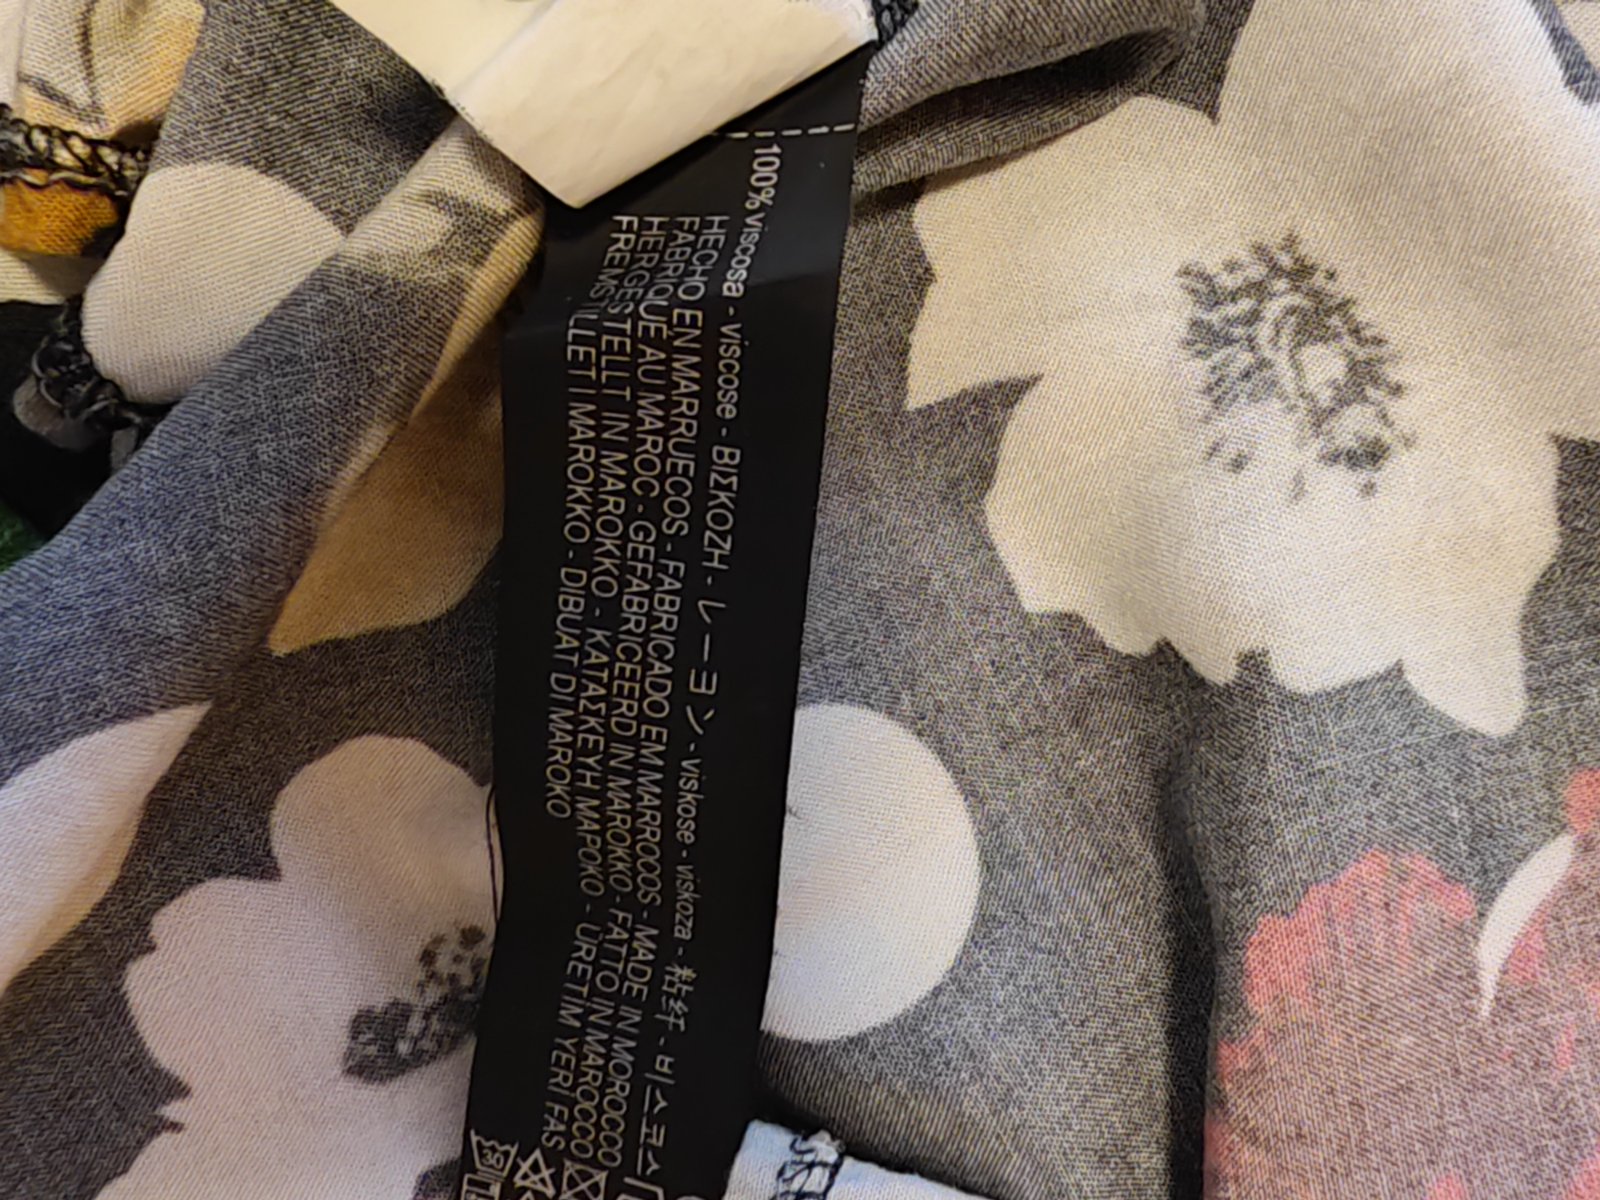 100% viscosa - viscose - ΒΙΣΚΟΖΗ - レーヨン - viskose - viskoza - 粘纤 - 비스코스
HECHO EN MARRUECOS - FABRICADO EM MARROCOS - MADE IN MOROCCO
FABRIQUÉ AU MAROC - GEFABRICEERD IN MAROKKO - FATTO IN MAROCCO
HERGESTELLT IN MAROKKO - ΚΑΤΑΣΚΕΥΗ ΜΑΡΟΚΟ - ÜRETIM YERI FAS
FREMSTILLET I MAROKKO - DIBUAT DI MAROKO
30